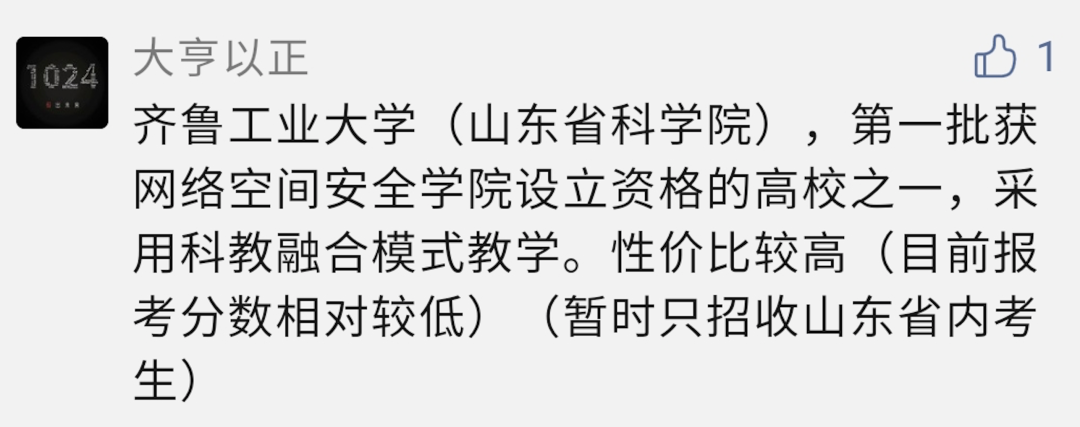 1024
大亨以正
1
齐鲁工业大学（山东省科学院），第一批获
网络空间安全学院设立资格的高校之一，采
用科教融合模式教学。性价比较高（目前报
考分数相对较低）（暂时只招收山东省内考
生）